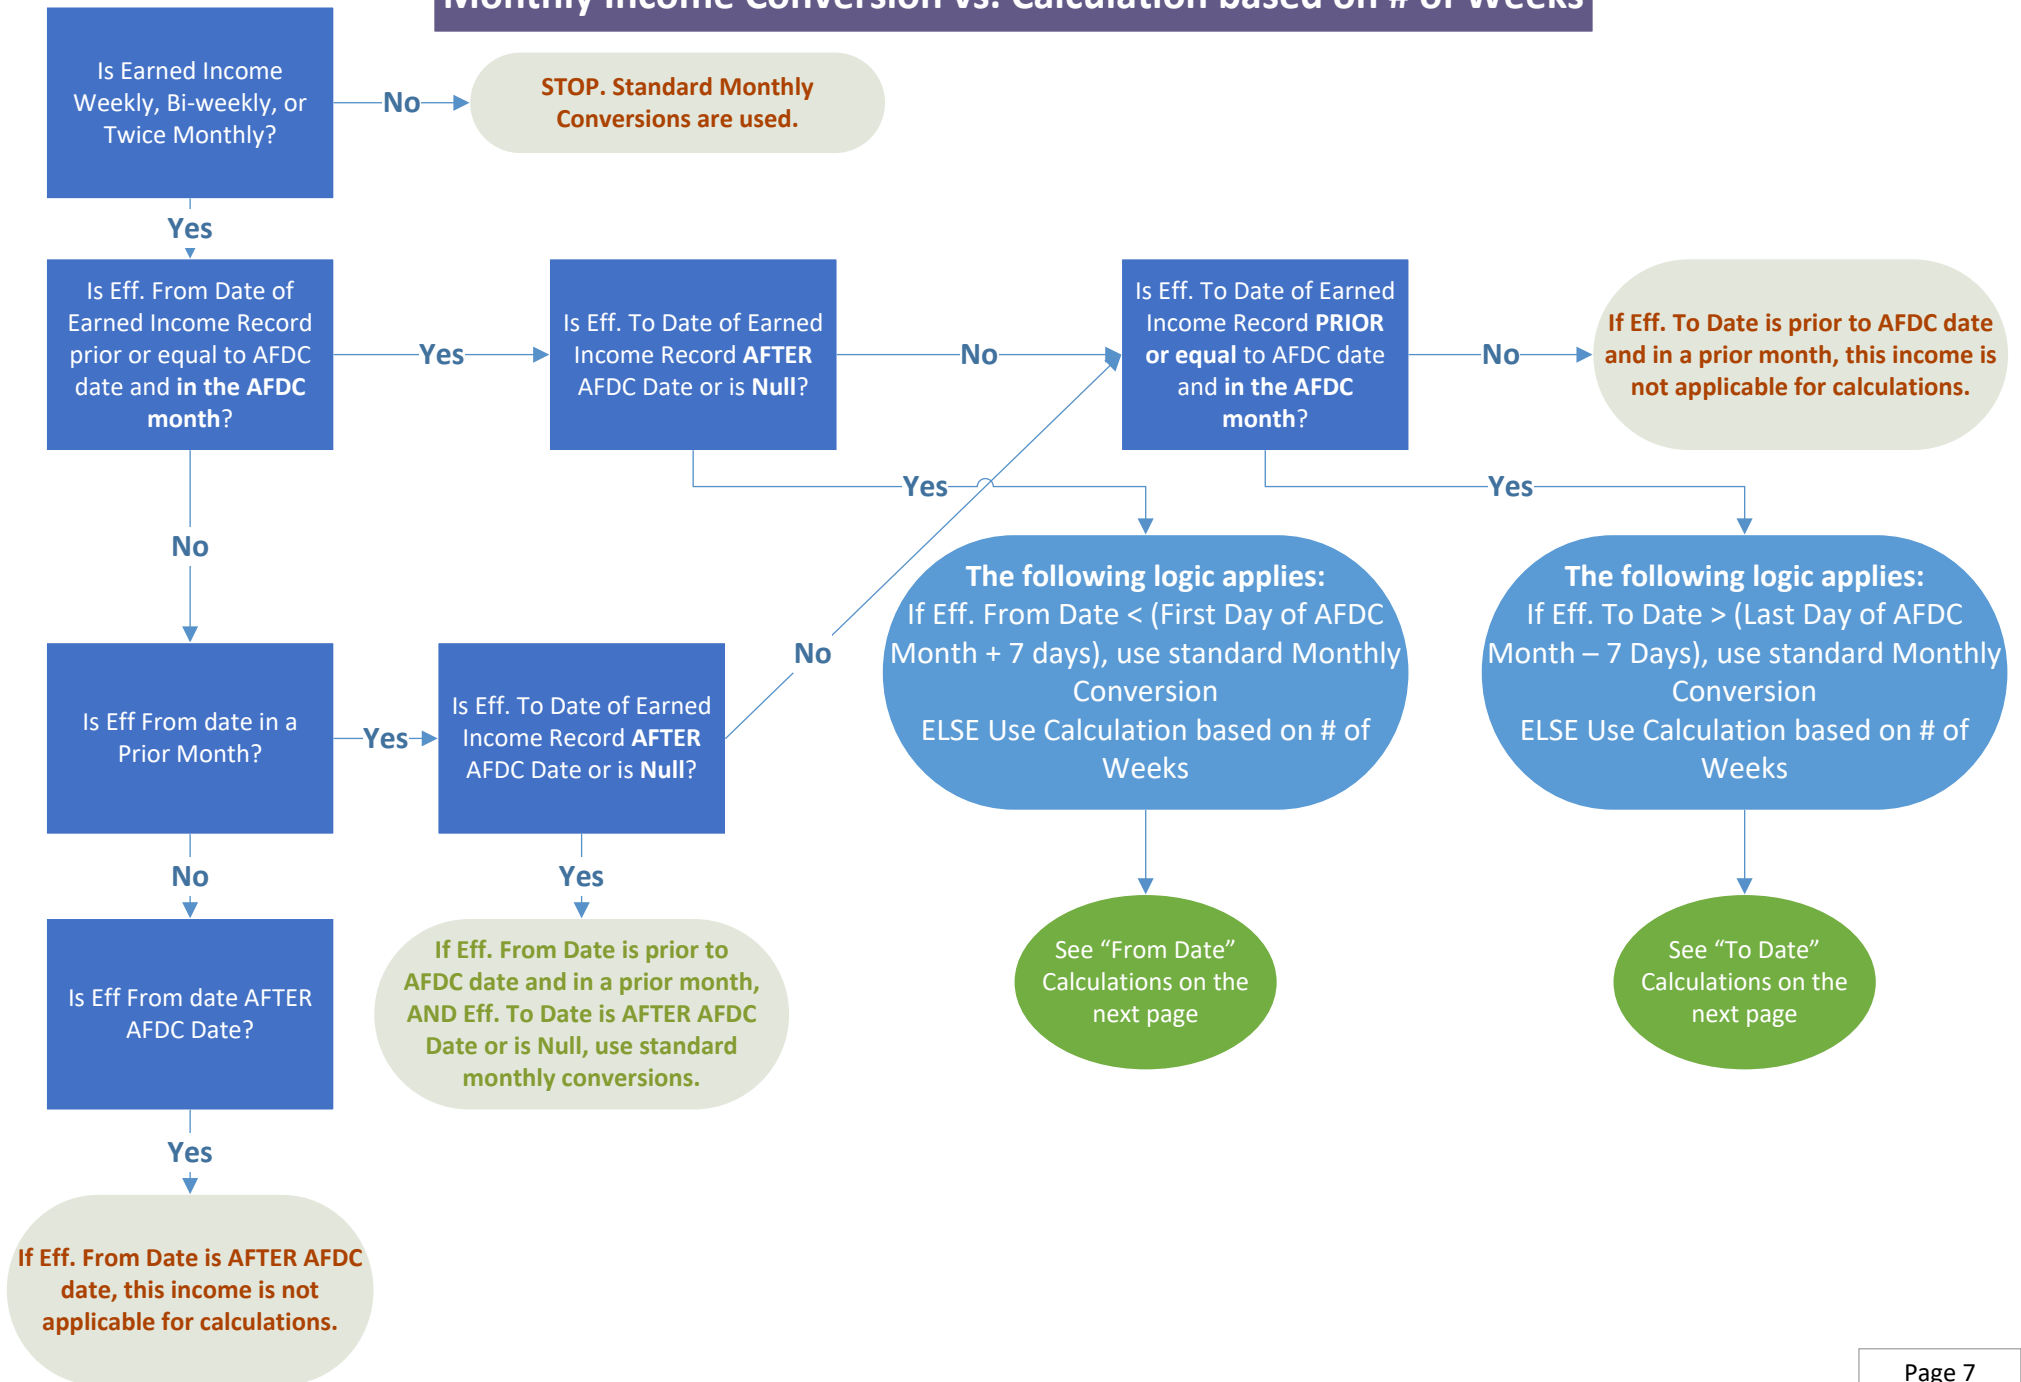 Monthly Income Conversion vs. Calculation based on # of Weeks
Is Earned Income
Weekly, Bi-weekly, or
Twice Monthly?
No
STOP. Standard Monthly
Conversions are used.
Yes
Is Eff. From Date of
Earned Income Record
prior or equal to AFDC
date and in the AFDC
month?
Yes
Is Eff. To Date of Earned
Income Record AFTER
AFDC Date or is Null?
No
Is Eff. To Date of Earned
Income Record PRIOR
or equal to AFDC date
and in the AFDC
month?
No
If Eff. To Date is prior to AFDC date
and in a prior month, this income is
not applicable for calculations.
Yes
Yes
No
The following logic applies:
If Eff. From Date < (First Day of AFDC
Month + 7 days), use standard Monthly
Conversion
ELSE Use Calculation based on # of
Weeks
The following logic applies:
If Eff. To Date > (Last Day of AFDC
Month – 7 Days), use standard Monthly
Conversion
ELSE Use Calculation based on # of
Weeks
Is Eff From date in a
Prior Month?
Yes
Is Eff. To Date of Earned
Income Record AFTER
AFDC Date or is Null?
No
No
Yes
Is Eff From date AFTER
AFDC Date?
If Eff. From Date is prior to
AFDC date and in a prior month,
AND Eff. To Date is AFTER AFDC
Date or is Null, use standard
monthly conversions.
See “From Date”
Calculations on the
next page
See “To Date”
Calculations on the
next page
Yes
If Eff. From Date is AFTER AFDC
date, this income is not
applicable for calculations.
Page 7